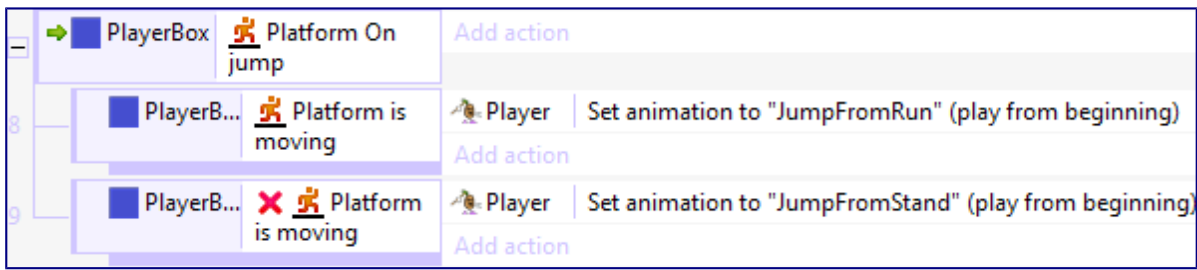 PlayerBox Platform On jump Add action
8 PlayerB... Platform is moving Player Set animation to "JumpFromRun" (play from beginning)
Add action
9 PlayerB... Platform is moving Player Set animation to "JumpFromStand" (play from beginning)
Add action